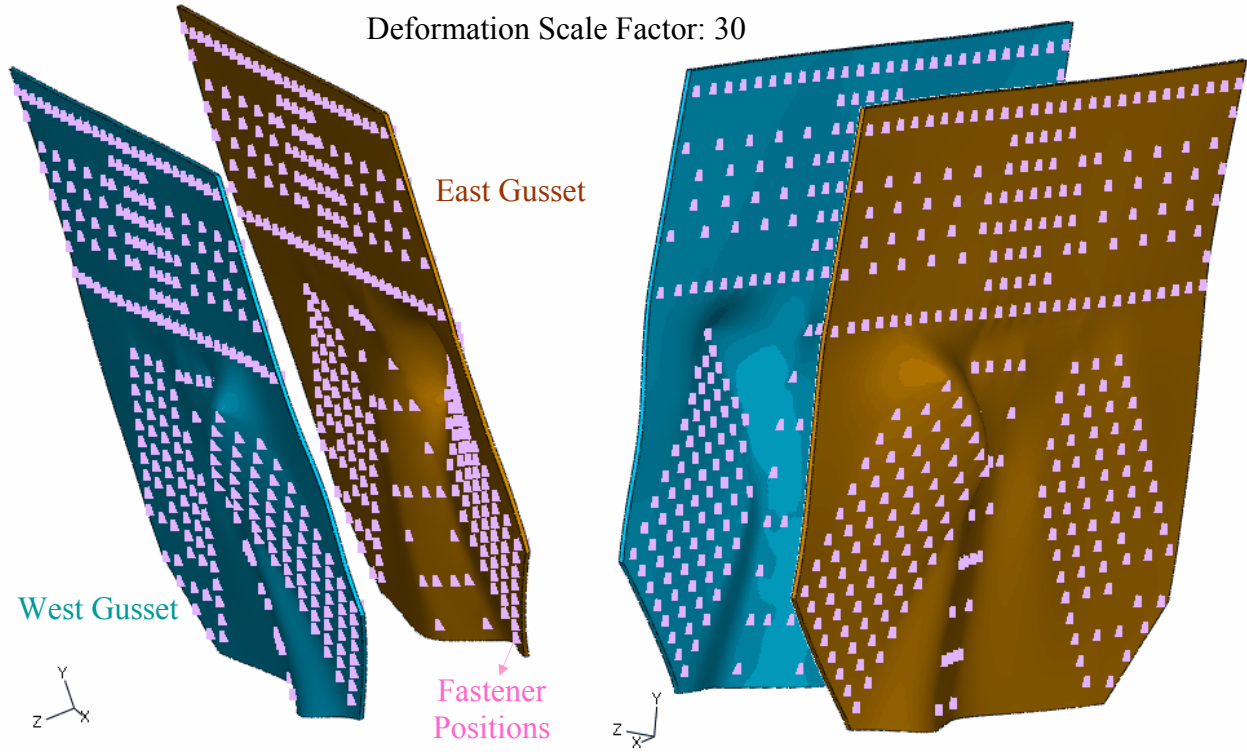 Deformation Scale Factor: 30
East Gusset
West Gusset
Fastener
Positions
Y
Z
X
Y
Z
X